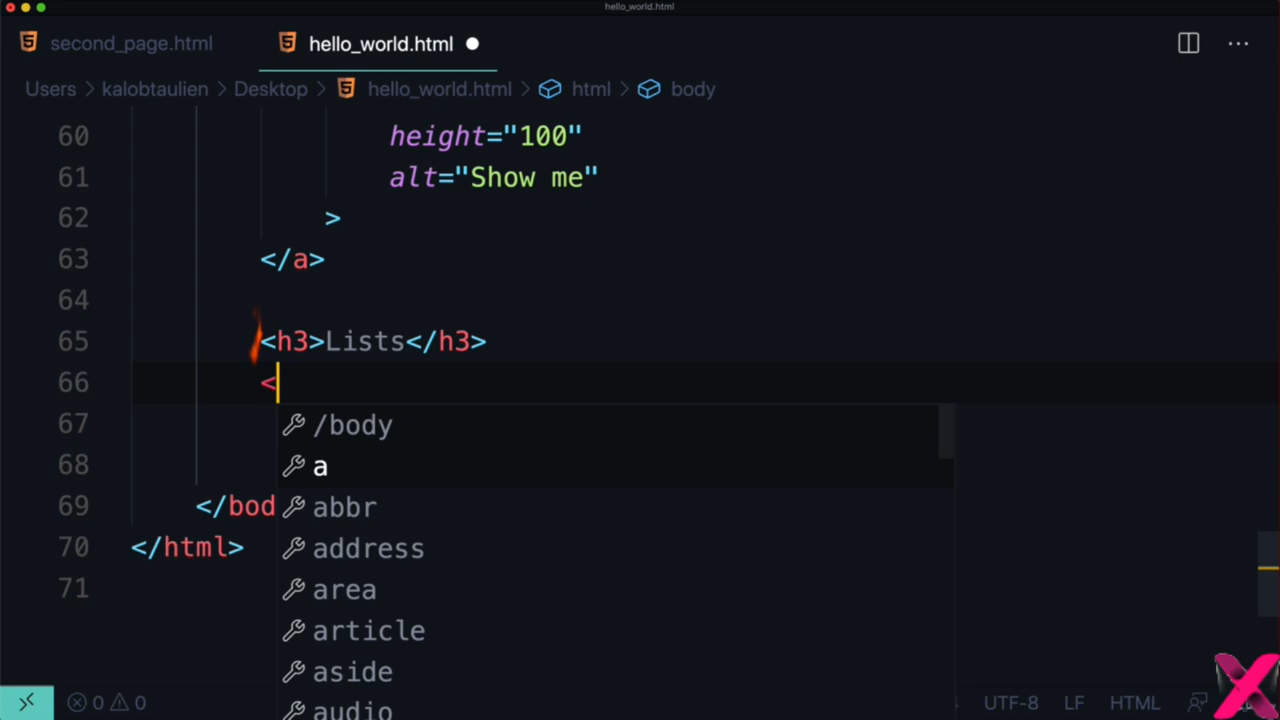 hello_world.html
second_page.html hello_world.html
Users kalobtaulien Desktop hello_world.html html body
60 height="100"
61 alt="Show me"
62 >
63 </a>
64
65 <h3>Lists</h3>
66 <
67 /body
68 a
69 </bod abbr
70 </html> address
71 area
article
aside
audio
0 0 UTF-8 LF HTML